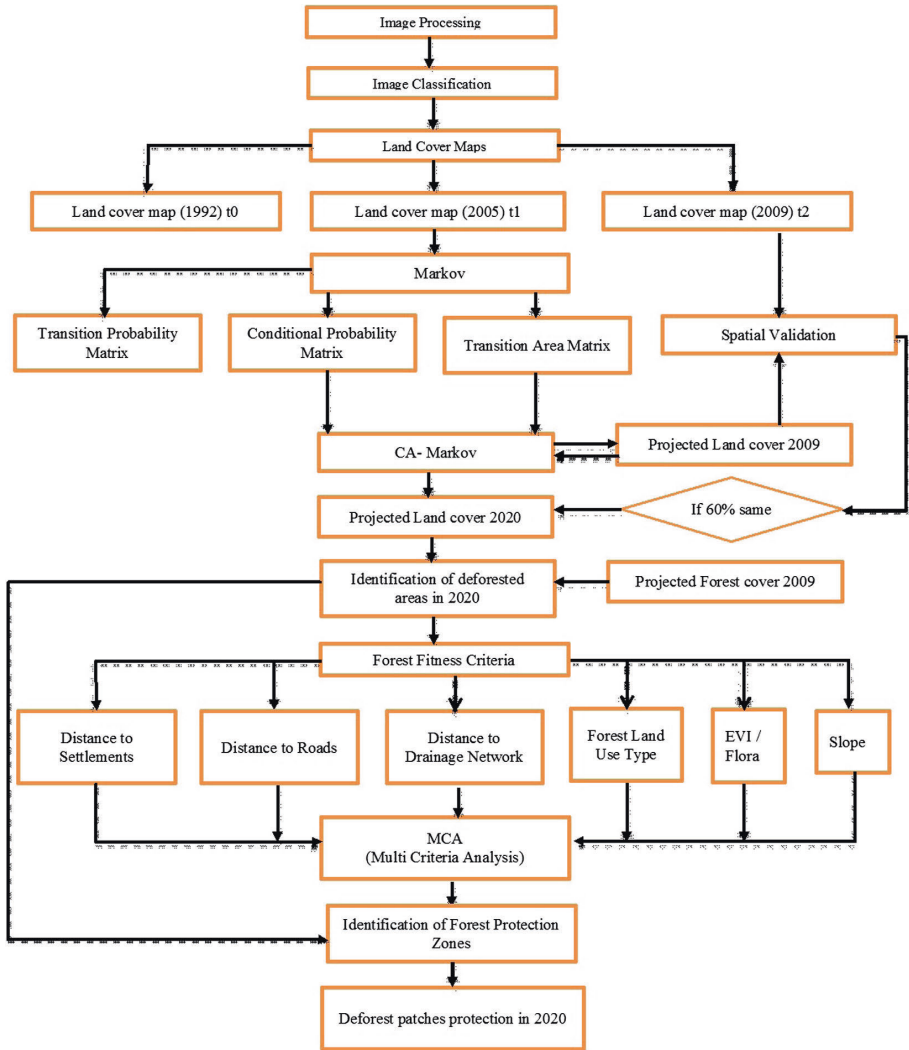 Image Processing
Image Classification
Land Cover Maps
Land cover map (1992) t0
Land cover map (2005) t1
Land cover map (2009) t2
Markov
Transition Probability
Matrix
Conditional Probability
Matrix
Transition Area Matrix
Spatial Validation
CA- Markov
Projected Land cover 2009
Projected Land cover 2020
If 60% same
Identification of deforested
areas in 2020
Projected Forest cover 2009
Forest Fitness Criteria
Distance to
Settlements
Distance to Roads
Distance to
Drainage Network
Forest Land
Use Type
EVI /
Flora
Slope
MCA
(Multi Criteria Analysis)
Identification of Forest Protection
Zones
Deforest patches protection in 2020